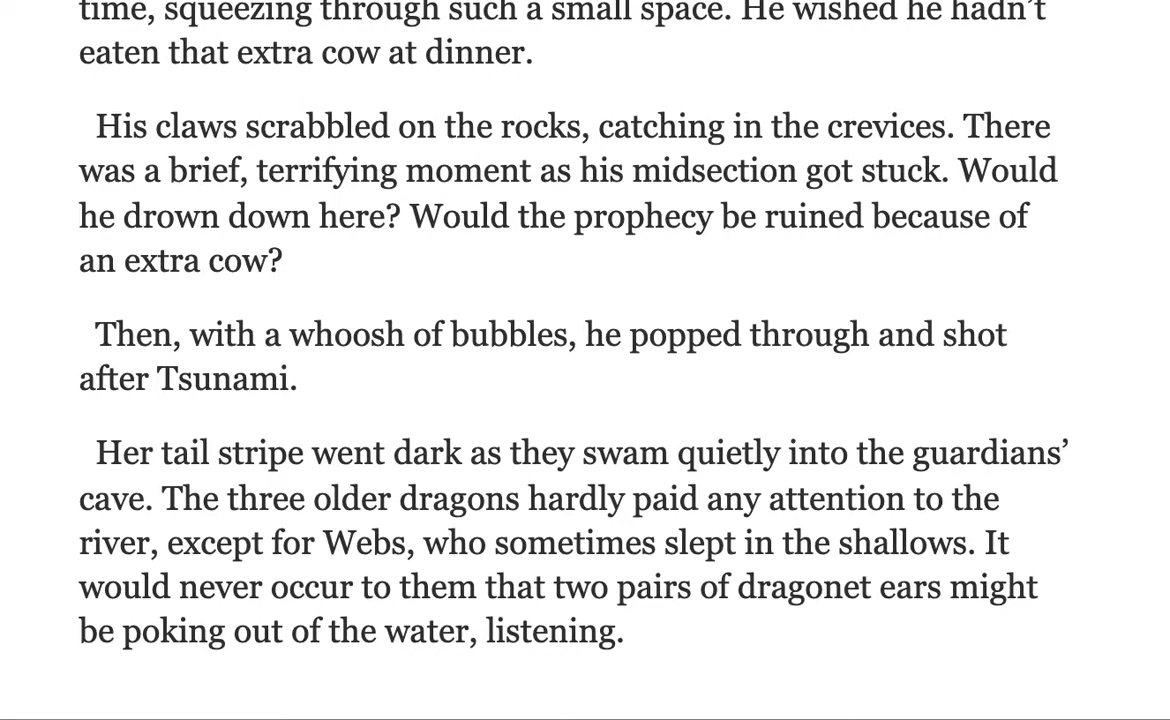 time, squeezing through such a small space. He wished he hadn’t
eaten that extra cow at dinner.
His claws scrabbled on the rocks, catching in the crevices. There
was a brief, terrifying moment as his midsection got stuck. Would
he drown down here? Would the prophecy be ruined because of
an extra cow?
Then, with a whoosh of bubbles, he popped through and shot
after Tsunami.
Her tail stripe went dark as they swam quietly into the guardians’
cave. The three older dragons hardly paid any attention to the
river, except for Webs, who sometimes slept in the shallows. It
would never occur to them that two pairs of dragonet ears might
be poking out of the water, listening.